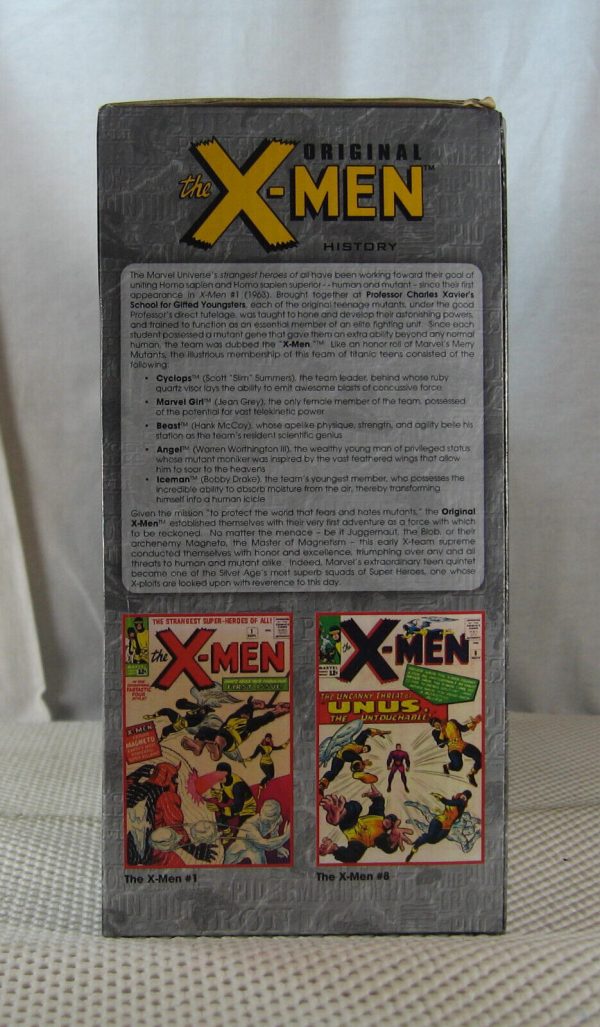 the ORIGINAL
X-MEN™
HISTORY
The Marvel Universe's strangest heroes of all have been working toward their goal of
uniting Homo sapien and Homo sapien superior -- human and mutant -- since their first
appearance in X-Men #1 (1963). Brought together at Professor Charles Xavier's
School for Gifted Youngsters, each of the original teenage mutants, under the good
Professor's direct tutelage, was taught to hone and develop their astonishing powers,
and trained to function as an essential member of an elite fighting unit. Since each
student possessed a mutant gene that gave them an extra ability beyond any normal
human, the team was dubbed the "X-Men."™ Like an honor roll of Marvel's Merry
Mutants, the illustrious membership of this team of titanic teens consisted of the
following:
• Cyclops™ (Scott "Slim" Summers), the team leader, behind whose ruby
quartz visor lays the ability to emit awesome blasts of concussive force
• Marvel Girl™ (Jean Grey), the only female member of the team, possessed
of the potential for vast telekinetic power
• Beast™ (Hank McCoy), whose apelike physique, strength, and agility belie his
station as the team's resident scientific genius
• Angel™ (Warren Worthington III), the wealthy young man of privileged status
whose mutant moniker was inspired by the vast feathered wings that allow
him to soar to the heavens
• Iceman™ (Bobby Drake), the team's youngest member, who possesses the
incredible ability to absorb moisture from the air, thereby transforming
himself into a human icicle
Given the mission "to protect the world that fears and hates mutants," the Original
X-Men™ established themselves with their very first adventure as a force with which
to be reckoned. No matter the menace – be it Juggernaut, the Blob, or their
archenemy Magneto, the Master of Magnetism – this early X-team supreme
conducted themselves with honor and excellence, triumphing over any and all
threats to human and mutant alike. Indeed, Marvel's extraordinary teen quintet
became one of the Silver Age's most superb squads of Super Heroes, one whose
X-ploits are looked upon with reverence to this day.
THE STRANGEST SUPER-HEROES OF ALL!
the X-MEN
1
FANTASTIC
FOUR
X-MEN
MAGNETO
The X-Men #1
the X-MEN
MARVEL
12¢
8
THE UNCANNY THREAT OF
UNUS,
THE UNTOUCHABLE!
The X-Men #8